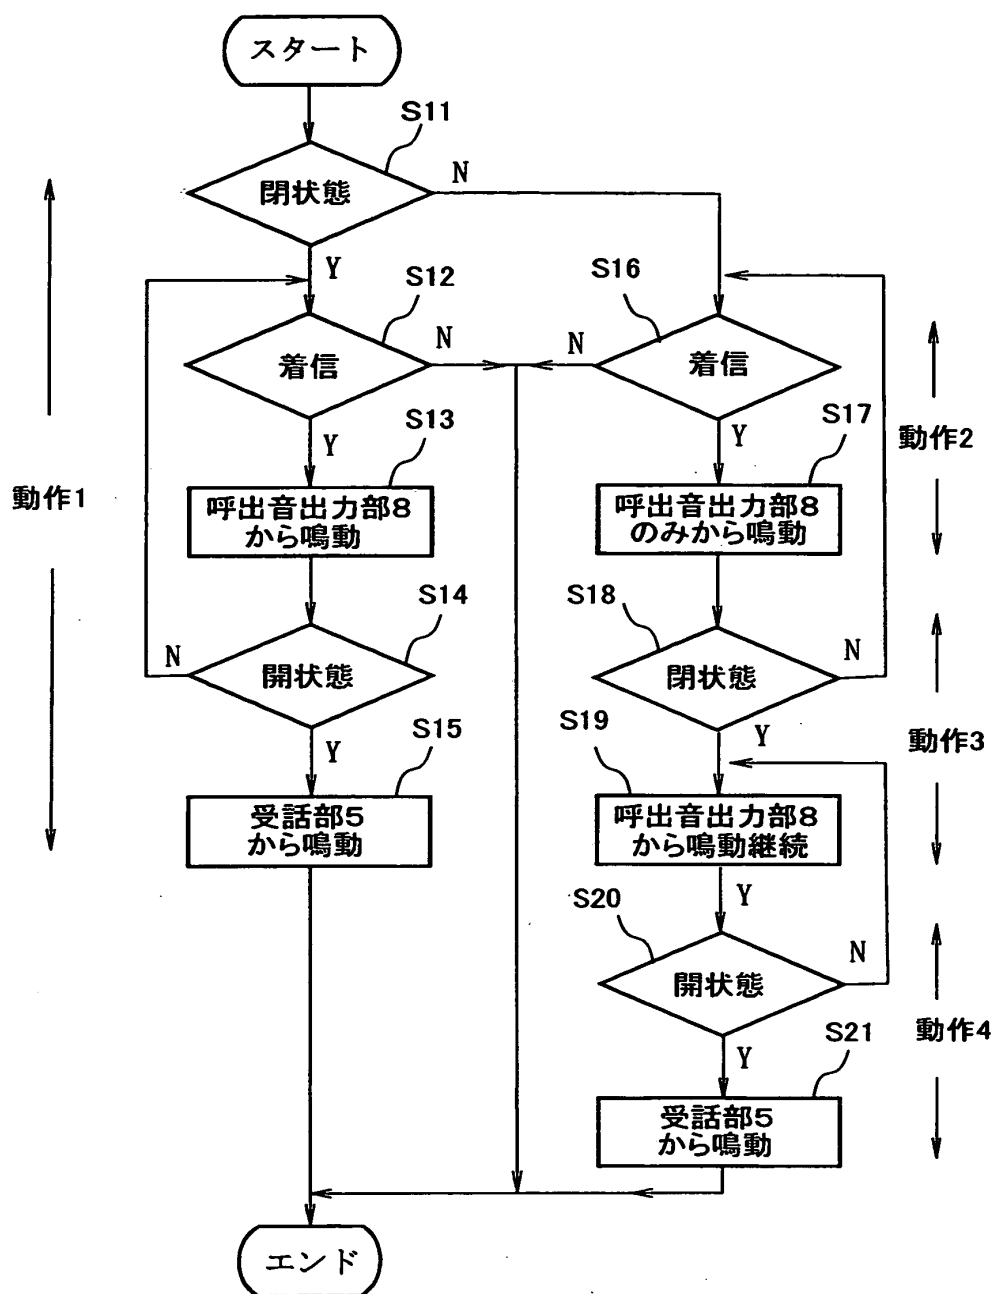 スタート
S11
閉状態
N
Y
S12
着信
N
Y
S13
呼出音出力部8
から鳴動
S14
開状態
N
Y
S15
受話部5
から鳴動
動作1
S16
着信
N
Y
S17
呼出音出力部8
のみから鳴動
動作2
S18
閉状態
N
Y
S19
呼出音出力部8
から鳴動継続
動作3
Y
S20
開状態
N
Y
S21
受話部5
から鳴動
動作4
エンド